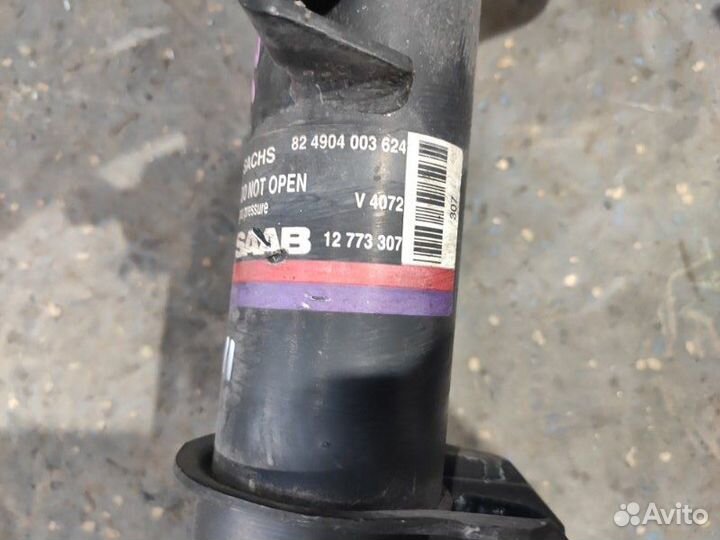 SACHS 82 4904 003 624
DO NOT OPEN
pressure V 4072
SAAB 12 773 307
307
Avito